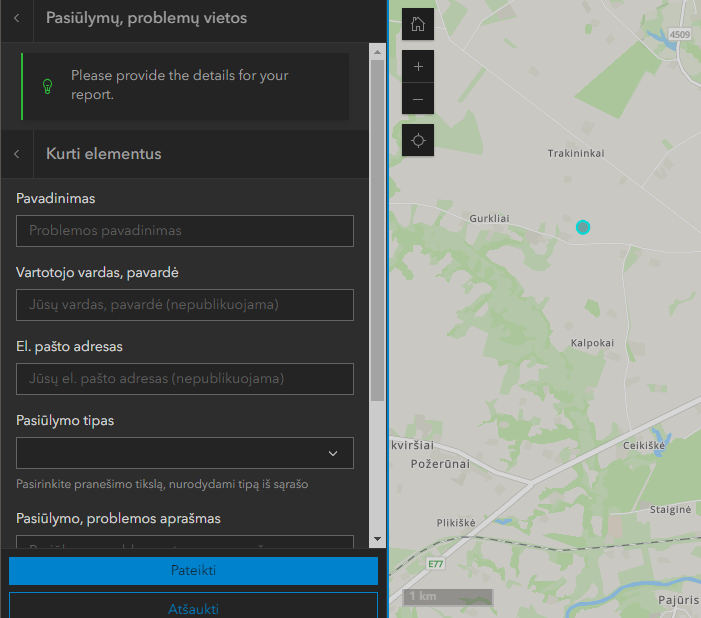 Pasiūlymų, problemų vietos
Please provide the details for your
report.
Kurti elementus
Pavadinimas
Problemos pavadinimas
Vartotojo vardas, pavardė
Jūsų vardas, pavardė (nepublikuojama)
El. pašto adresas
Jūsų el. pašto adresas (nepublikuojama)
Pasiūlymo tipas
Pasirinkite pranešimo tikslą, nurodydami tipą iš sąrašo
Pasiūlymo, problemos aprašmas
Pateikti
Atšaukti
4509
Trakininkai
Gurkliai
Kalpokai
kviršiai
Požerūnai
Ceikiškė
Staiginė
Plikiškė
E77
Pajūris
1 km